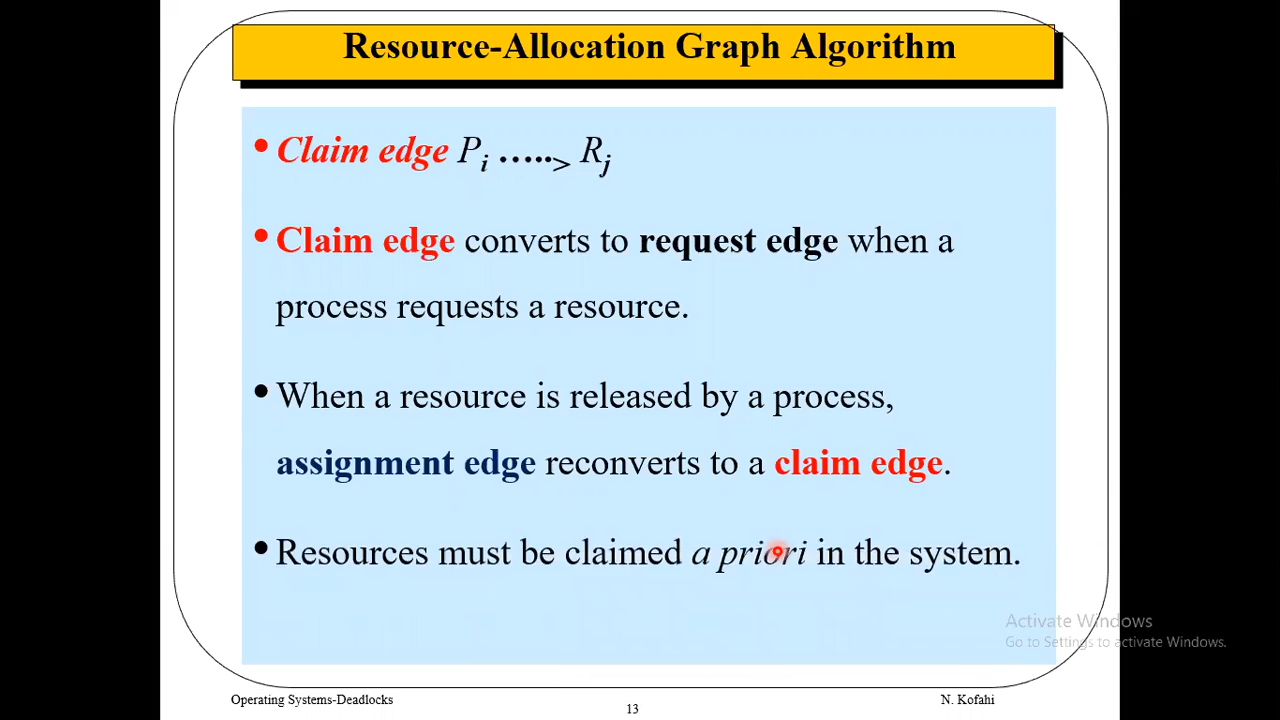 Resource-Allocation Graph Algorithm
• Claim edge Pi …..> Rj
• Claim edge converts to request edge when a
process requests a resource.
• When a resource is released by a process,
assignment edge reconverts to a claim edge.
• Resources must be claimed a priori in the system.
Activate Windows
Go to Settings to activate Windows.
Operating Systems-Deadlocks
13
N. Kofahi